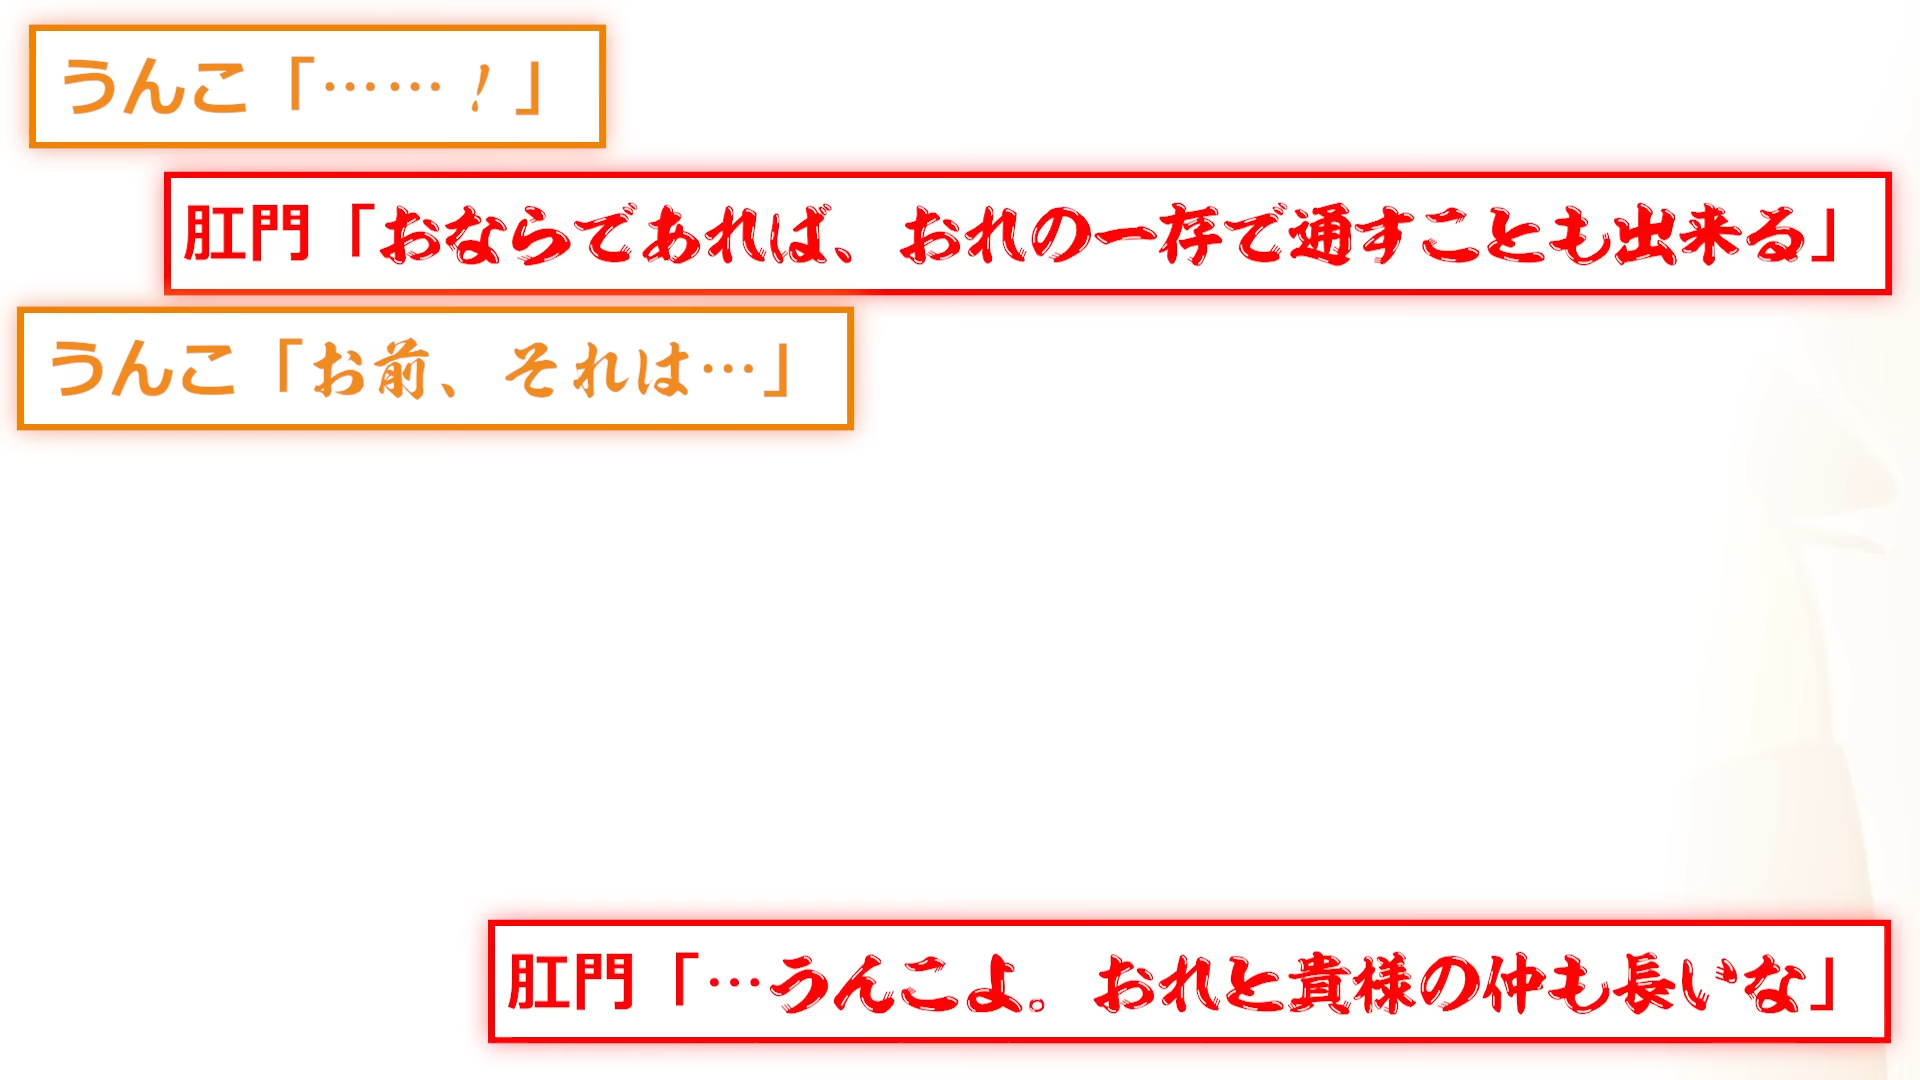 うんこ「……！」
肛門「おならであれば、おれの一存で通すことも出来る」
うんこ「お前、それは…」
肛門「…うんこよ。おれと貴様の仲も長いな」